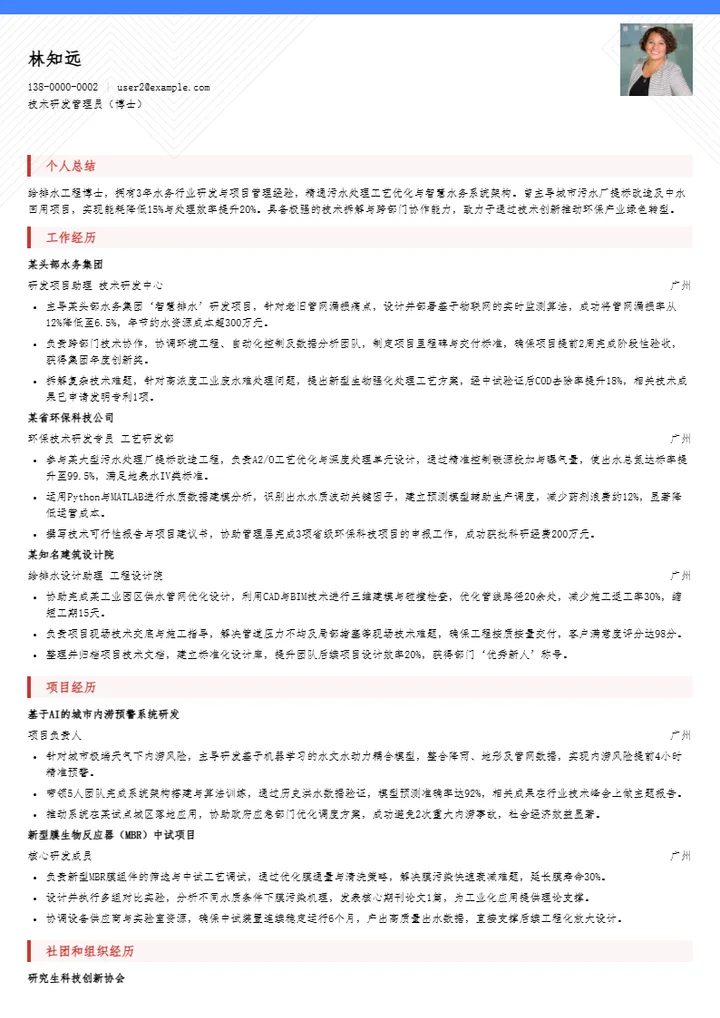 林知远
138-0000-0002 | user2@example.com
技术研发管理员（博士）
个人总结
给排水工程博士，拥有3年水务行业研发与项目管理经验，精通污水处理工艺优化与智慧水务系统架构。曾主导城市污水厂提标改造及中水
回用项目，实现能耗降低15%与处理效率提升20%。具备极强的技术拆解与跨部门协作能力，致力于通过技术创新推动环保产业绿色转型。
工作经历
某头部水务集团
研发项目助理 技术研发中心 广州
• 主导某头部水务集团‘智慧排水’研发项目，针对老旧管网漏损痛点，设计并部署基于物联网的实时监测算法，成功将管网漏损率从
12%降低至6.5%，年节约水资源成本超300万元。
• 负责跨部门技术协作，协调环境工程、自动化控制及数据分析团队，制定项目里程碑与交付标准，确保项目提前2周完成阶段性验收，
获得集团年度创新奖。
• 拆解复杂技术难题，针对高浓度工业废水难处理问题，提出新型生物强化处理工艺方案，经中试验证后COD去除率提升18%，相关技术成
果已申请发明专利1项。
某省环保科技公司
环保技术研发专员 工艺研发部 广州
• 参与某大型污水处理厂提标改造工程，负责A2/O工艺优化与深度处理单元设计，通过精准控制碳源投加与曝气量，使出水总氮达标率提
升至99.5%，满足地表水IV类标准。
• 运用Python与MATLAB进行水质数据建模分析，识别出水水质波动关键因子，建立预测模型辅助生产调度，减少药剂浪费约12%，显著降
低运营成本。
• 撰写技术可行性报告与项目建议书，协助管理层完成3项省级环保科技项目的申报工作，成功获批科研经费200万元。
某知名建筑设计院
给排水设计助理 工程设计院 广州
• 协助完成某工业园区供水管网优化设计，利用CAD与BIM技术进行三维建模与碰撞检查，优化管线路径20余处，减少施工返工率30%，缩
短工期15天。
• 负责项目现场技术交底与施工指导，解决管道压力不均及局部堵塞等现场技术难题，确保工程按质按量交付，客户满意度评分达98分。
• 整理并归档项目技术文档，建立标准化设计库，提升团队后续项目设计效率20%，获得部门‘优秀新人’称号。
项目经历
基于AI的城市内涝预警系统研发
项目负责人 广州
• 针对城市极端天气下内涝风险，主导研发基于机器学习的水文水动力耦合模型，整合降雨、地形及管网数据，实现内涝风险提前4小时
精准预警。
• 带领5人团队完成系统架构搭建与算法训练，通过历史洪水数据验证，模型预测准确率达92%，相关成果在行业技术峰会上做主题报告。
• 推动系统在某试点城区落地应用，协助政府应急部门优化调度方案，成功避免2次重大内涝事故，社会经济效益显著。
新型膜生物反应器（MBR）中试项目
核心研发成员 广州
• 负责新型MBR膜组件的筛选与中试工艺调试，通过优化膜通量与清洗策略，解决膜污染快速衰减难题，延长膜寿命30%。
• 设计并执行多组对比实验，分析不同水质条件下膜污染机理，发表核心期刊论文1篇，为工业化应用提供理论支撑。
• 协调设备供应商与实验室资源，确保中试装置连续稳定运行6个月，产出高质量出水数据，直接支撑后续工程化放大设计。
社团和组织经历
研究生科技创新协会